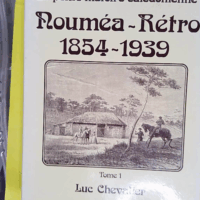 Nouméa-Rétro
1854-1939
Tome 1
Luc Chevalier